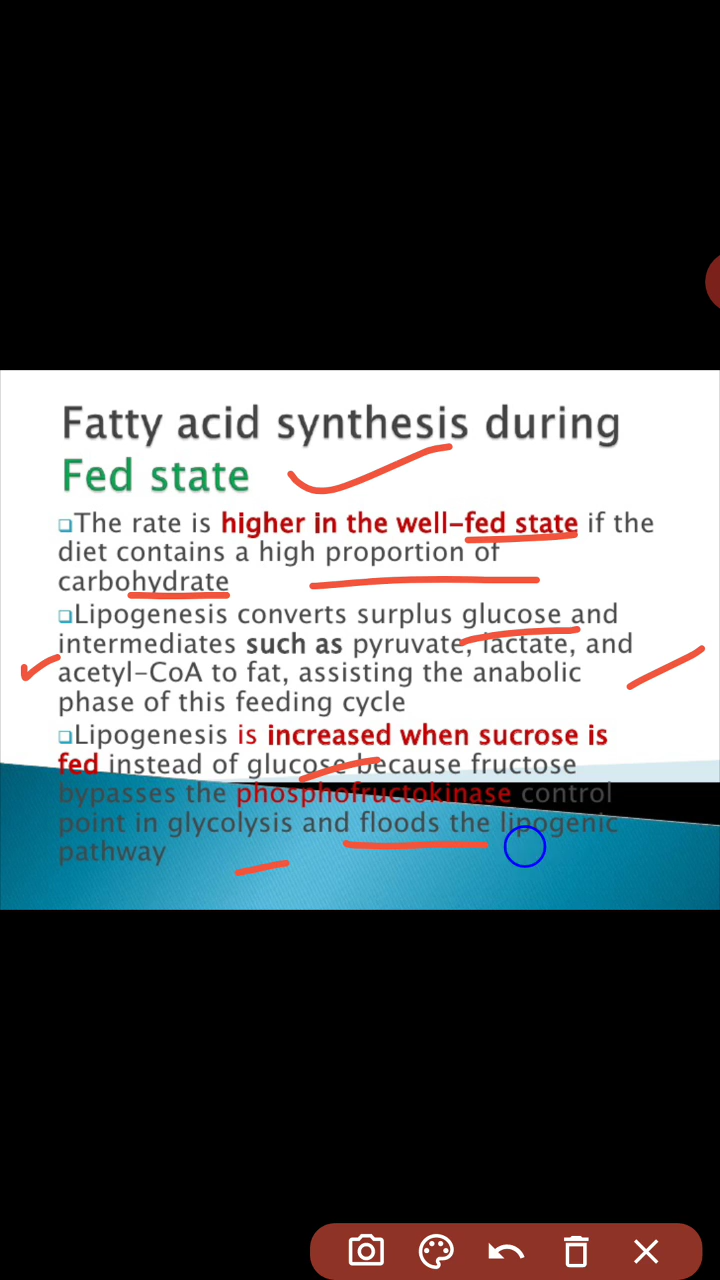 Fatty acid synthesis during
Fed state
❑The rate is higher in the well-fed state if the
diet contains a high proportion of
carbohydrate
❑Lipogenesis converts surplus glucose and
intermediates such as pyruvate, lactate, and
acetyl-CoA to fat, assisting the anabolic
phase of this feeding cycle
❑Lipogenesis is increased when sucrose is
fed instead of glucose because fructose
bypasses the phosphofructokinase control
point in glycolysis and floods the lipogenic
pathway